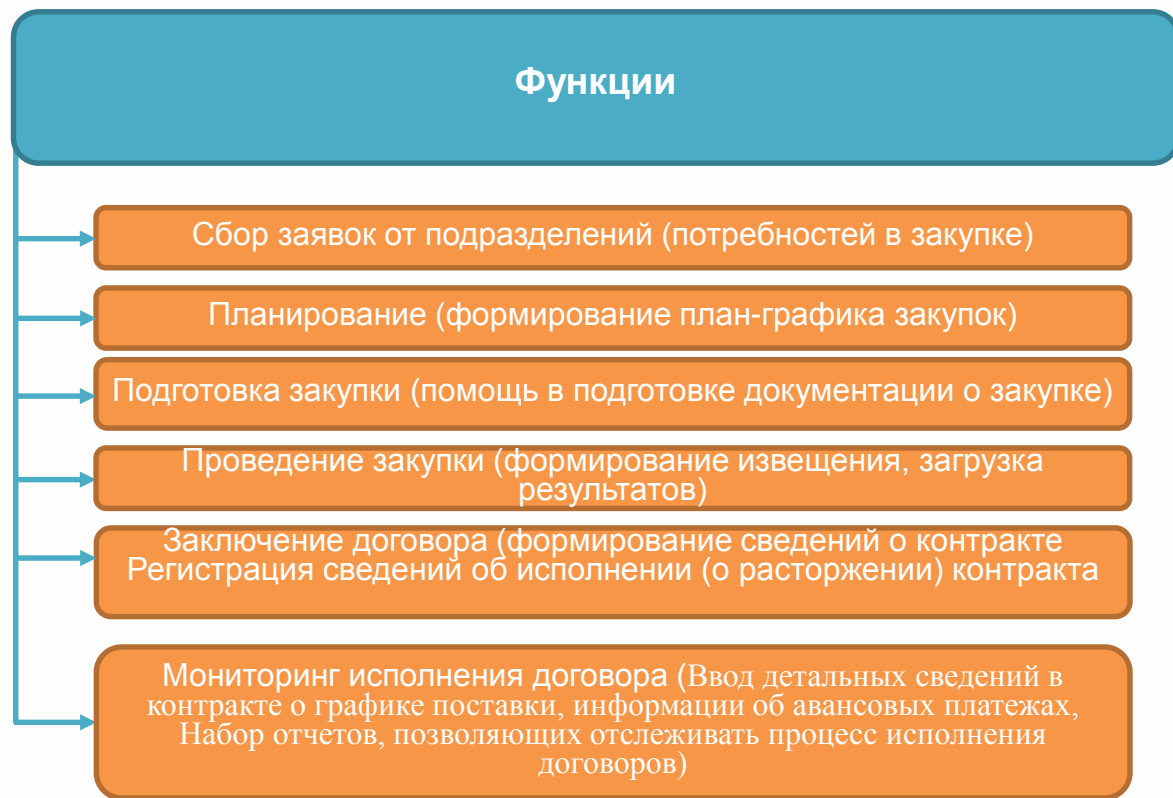 Функции
Сбор заявок от подразделений (потребностей в закупке)
Планирование (формирование план-графика закупок)
Подготовка закупки (помощь в подготовке документации о закупке)
Проведение закупки (формирование извещения, загрузка
результатов)
Заключение договора (формирование сведений о контракте
Регистрация сведений об исполнении (о расторжении) контракта
Мониторинг исполнения договора (Ввод детальных сведений в
контракте о графике поставки, информации об авансовых платежах,
Набор отчетов, позволяющих отслеживать процесс исполнения
договоров)